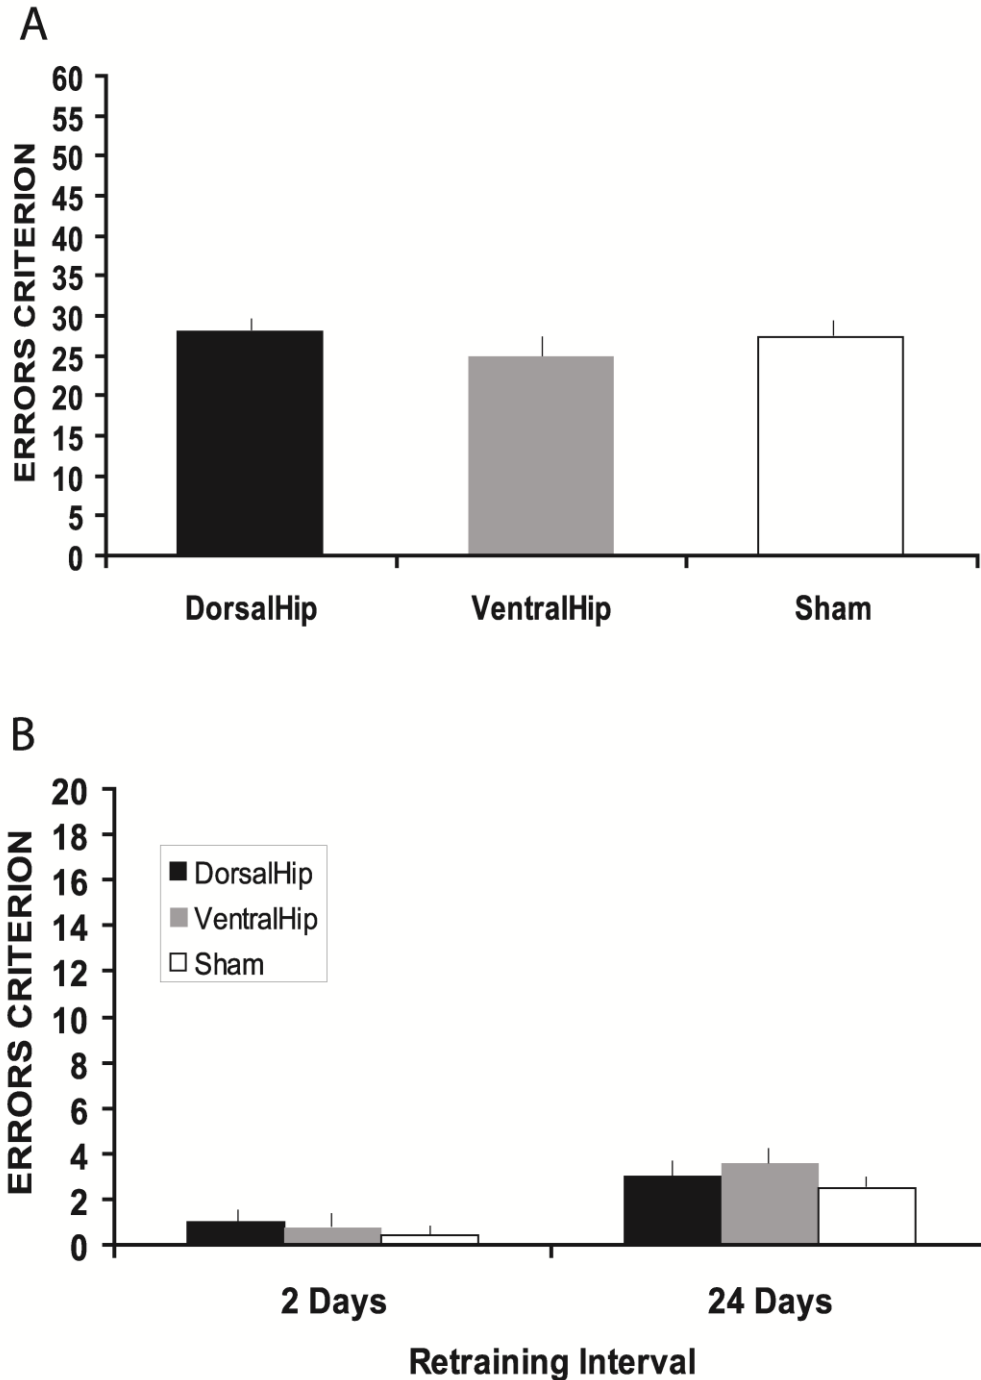 A
60
55
50
45
40
35
30
25
20
15
10
5
0
ERRORS CRITERION
DorsalHip VentralHip Sham
B
20
18
16
14
12
10
8
6
4
2
0
ERRORS CRITERION
DorsalHip
VentralHip
Sham
2 Days 24 Days
Retraining Interval